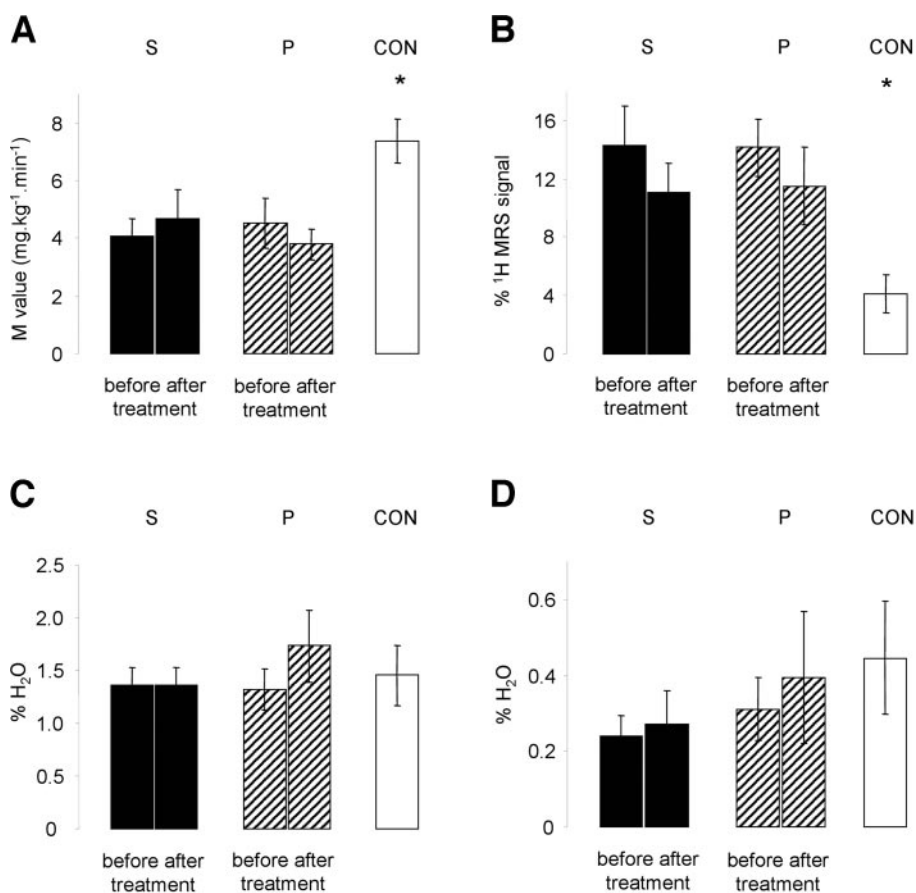 A
S P CON
*
M value (mg.kg⁻¹.min⁻¹)
8
6
4
2
0
before after before after
treatment treatment
B
S P CON
*
% ¹H MRS signal
16
12
8
4
0
before after before after
treatment treatment
C
S P CON
% H₂O
2.5
2.0
1.5
1.0
0.5
0
before after before after
treatment treatment
D
S P CON
% H₂O
0.6
0.4
0.2
0
before after before after
treatment treatment